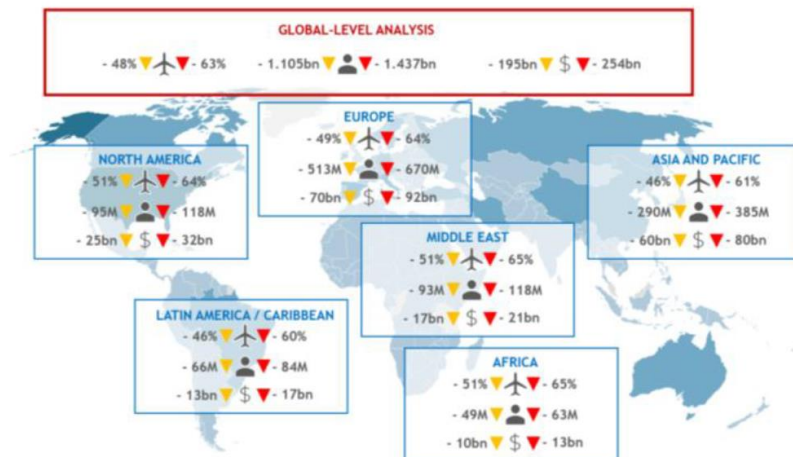 GLOBAL-LEVEL ANALYSIS
- 48% - 63% - 1.105bn - 1.437bn - 195bn $ - 254bn
EUROPE
- 49% - 64%
- 513M - 670M
- 70bn $ - 92bn
NORTH AMERICA
- 51% - 64%
- 95M - 118M
- 25bn $ - 32bn
ASIA AND PACIFIC
- 46% - 61%
- 290M - 385M
- 60bn $ - 80bn
MIDDLE EAST
- 51% - 65%
- 93M - 118M
- 17bn $ - 21bn
LATIN AMERICA / CARIBBEAN
- 46% - 60%
- 66M - 84M
- 13bn $ - 17bn
AFRICA
- 51% - 65%
- 49M - 63M
- 10bn $ - 13bn